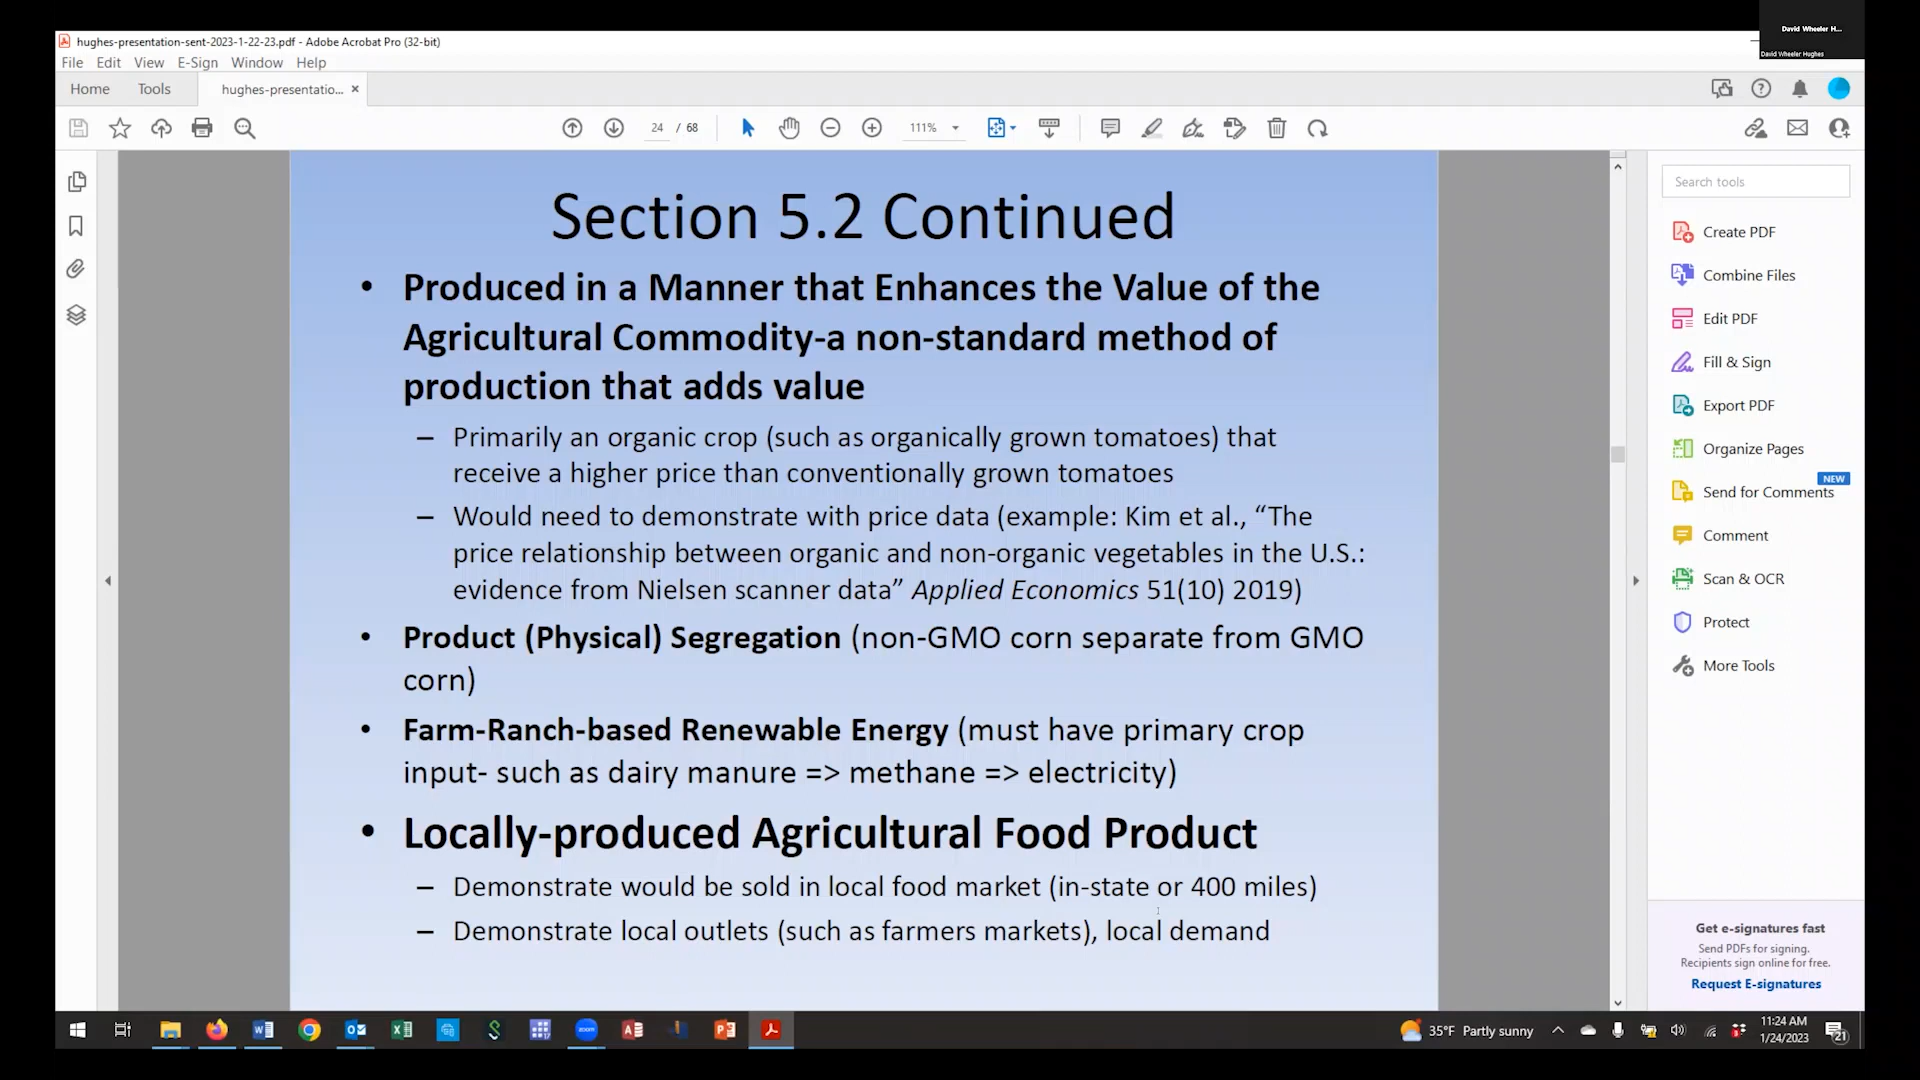 David Wheeler H...
David Wheeler Hughes
hughes-presentation-sent-2023-1-22-23.pdf - Adobe Acrobat Pro (32-bit)
File Edit View E-Sign Window Help
Home Tools hughes-presentatio... ×
24 / 68 111%
Section 5.2 Continued
• Produced in a Manner that Enhances the Value of the
Agricultural Commodity-a non-standard method of
production that adds value
– Primarily an organic crop (such as organically grown tomatoes) that
receive a higher price than conventionally grown tomatoes
– Would need to demonstrate with price data (example: Kim et al., “The
price relationship between organic and non-organic vegetables in the U.S.:
evidence from Nielsen scanner data” Applied Economics 51(10) 2019)
• Product (Physical) Segregation (non-GMO corn separate from GMO
corn)
• Farm-Ranch-based Renewable Energy (must have primary crop
input- such as dairy manure => methane => electricity)
• Locally-produced Agricultural Food Product
– Demonstrate would be sold in local food market (in-state or 400 miles)
– Demonstrate local outlets (such as farmers markets), local demand
Search tools
Create PDF
Combine Files
Edit PDF
Fill & Sign
Export PDF
Organize Pages
NEW
Send for Comments
Comment
Scan & OCR
Protect
More Tools
Get e-signatures fast
Send PDFs for signing.
Recipients sign online for free.
Request E-signatures
zoom
35°F Partly sunny
11:24 AM
1/24/2023
21